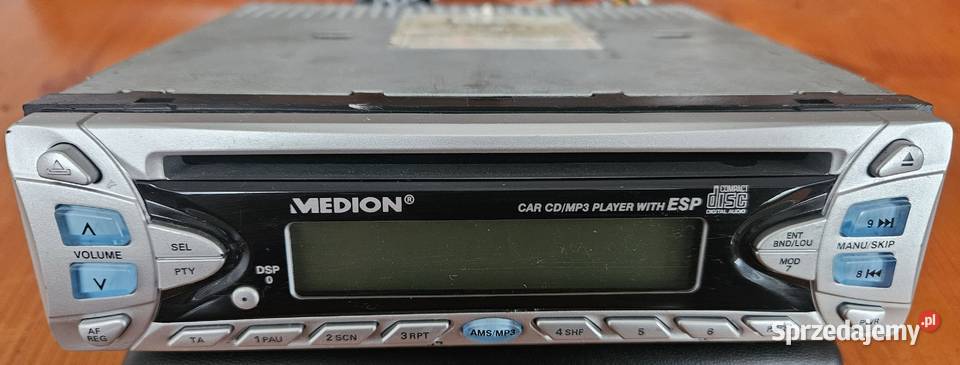 MEDION®
CAR CD/MP3 PLAYER WITH ESP
COMPACT
disc
DIGITAL AUDIO
VOLUME
SEL
PTY
DSP
0
ENT
BND/LOU
MOD
7
9
MANU/SKIP
8
AF
REG
TA
1 PAU
2 SCN
3 RPT
AMS/MP3
4 SHF
5
6
Sprzedajemy.pl